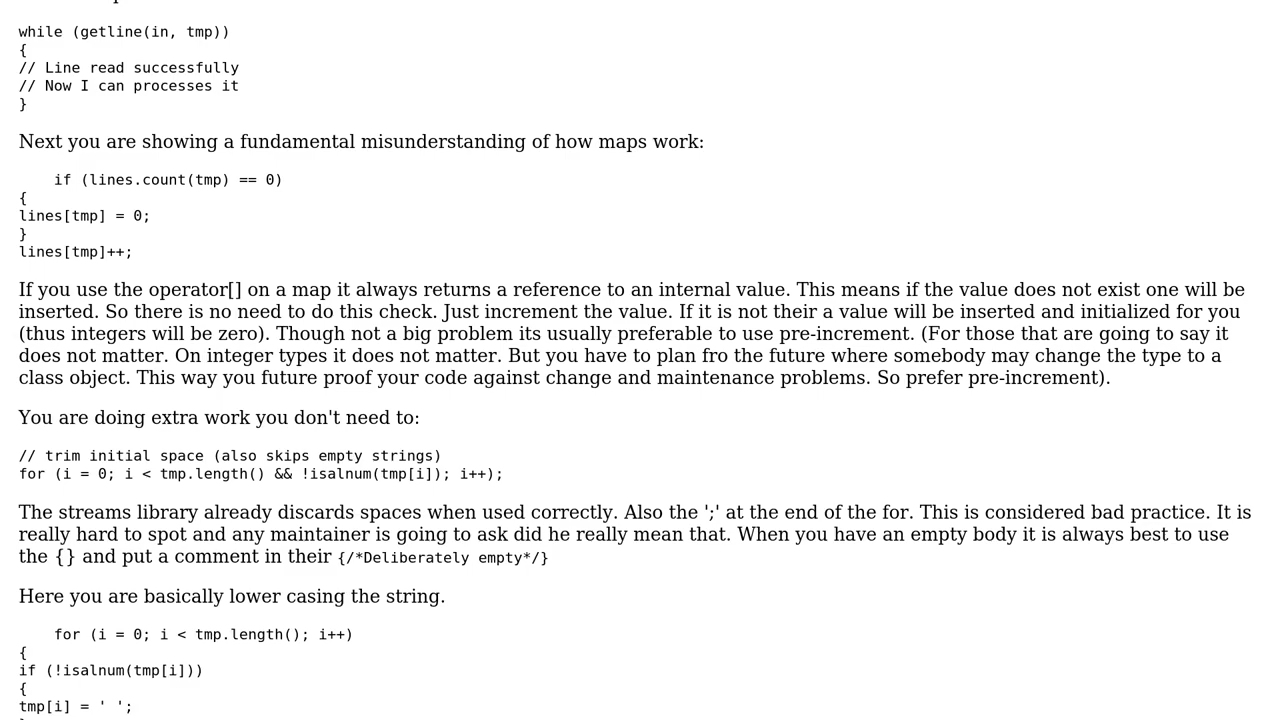 while (getline(in, tmp))
{
// Line read successfully
// Now I can processes it
}
Next you are showing a fundamental misunderstanding of how maps work:
if (lines.count(tmp) == 0)
{
lines[tmp] = 0;
}
lines[tmp]++;
If you use the operator[] on a map it always returns a reference to an internal value. This means if the value does not exist one will be
inserted. So there is no need to do this check. Just increment the value. If it is not their a value will be inserted and initialized for you
(thus integers will be zero). Though not a big problem its usually preferable to use pre-increment. (For those that are going to say it
does not matter. On integer types it does not matter. But you have to plan fro the future where somebody may change the type to a
class object. This way you future proof your code against change and maintenance problems. So prefer pre-increment).
You are doing extra work you don't need to:
// trim initial space (also skips empty strings)
for (i = 0; i < tmp.length() && !isalnum(tmp[i]); i++);
The streams library already discards spaces when used correctly. Also the ';' at the end of the for. This is considered bad practice. It is
really hard to spot and any maintainer is going to ask did he really mean that. When you have an empty body it is always best to use
the {} and put a comment in their {/*Deliberately empty*/}
Here you are basically lower casing the string.
for (i = 0; i < tmp.length(); i++)
{
if (!isalnum(tmp[i]))
{
tmp[i] = ' ';